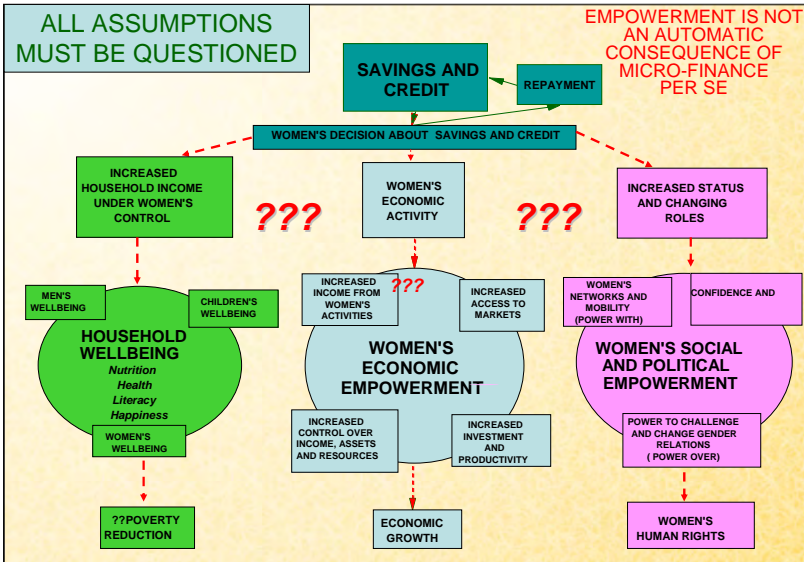 ALL ASSUMPTIONS
MUST BE QUESTIONED
EMPOWERMENT IS NOT
AN AUTOMATIC
CONSEQUENCE OF
MICRO-FINANCE
PER SE
SAVINGS AND
CREDIT
REPAYMENT
WOMEN'S DECISION ABOUT SAVINGS AND CREDIT
INCREASED
HOUSEHOLD INCOME
UNDER WOMEN'S
CONTROL
???
WOMEN'S
ECONOMIC
ACTIVITY
???
INCREASED STATUS
AND CHANGING
ROLES
MEN'S
WELLBEING
CHILDREN'S
WELLBEING
HOUSEHOLD
WELLBEING
Nutrition
Health
Literacy
Happiness
WOMEN'S
WELLBEING
INCREASED
INCOME FROM
WOMEN'S
ACTIVITIES
???
INCREASED
ACCESS TO
MARKETS
WOMEN'S
ECONOMIC
EMPOWERMENT
INCREASED
CONTROL OVER
INCOME, ASSETS
AND RESOURCES
INCREASED
INVESTMENT
AND
PRODUCTIVITY
WOMEN'S
NETWORKS AND
MOBILITY
(POWER WITH)
CONFIDENCE AND
WOMEN'S SOCIAL
AND POLITICAL
EMPOWERMENT
POWER TO CHALLENGE
AND CHANGE GENDER
RELATIONS
( POWER OVER)
??POVERTY
REDUCTION
ECONOMIC
GROWTH
WOMEN'S
HUMAN RIGHTS